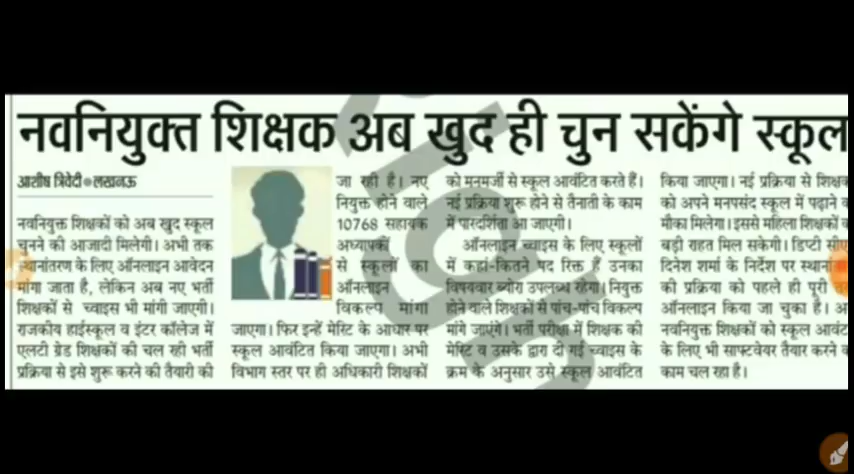 नवनियुक्त शिक्षक अब खुद ही चुन सकेंगे स्कूल
आशीष त्रिवेदी लखनऊ
नवनियुक्त शिक्षकों को अब खुद स्कूल
चुनने की आजादी मिलेगी। अभी तक
स्थानांतरण के लिए ऑनलाइन आवेदन
मांगा जाता है, लेकिन अब नए भर्ती
शिक्षकों से च्वाइस भी मांगी जाएगी।
राजकीय हाईस्कूल व इंटर कॉलेज में
एलटी ग्रेड शिक्षकों की चल रही भर्ती
प्रक्रिया से इसे शुरू करने की तैयारी की
जा रही है। नए
नियुक्त होने वाले
10768 सहायक
अध्यापकों
से स्कूलों का
ऑनलाइन
विकल्प मांगा
जाएगा। फिर इन्हें मेरिट के आधार पर
स्कूल आवंटित किया जाएगा। अभी
विभाग स्तर पर ही अधिकारी शिक्षकों
को मनमर्जी से स्कूल आवंटित करते हैं।
नई प्रक्रिया शुरू होने से तैनाती के काम
में पारदर्शिता आ जाएगी।
ऑनलाइन च्वाइस के लिए स्कूलों
में कहां-कितने पद रिक्त हैं उनका
विषयवार ब्यौरा उपलब्ध रहेगा। नियुक्त
होने वाले शिक्षकों से पांच-पांच विकल्प
मांगे जाएंगे। भर्ती परीक्षा में शिक्षक की
मेरिट व उसके द्वारा दी गई च्वाइस के
क्रम के अनुसार उसे स्कूल आवंटित
किया जाएगा। नई प्रक्रिया से शिक्षक
को अपने मनपसंद स्कूल में पढ़ाने
मौका मिलेगा। इससे महिला शिक्षकों
बड़ी राहत मिल सकेगी। डिप्टी सीए
दिनेश शर्मा के निर्देश पर स्थानां
की प्रक्रिया को पहले ही पूरी
ऑनलाइन किया जा चुका है। अ
नवनियुक्त शिक्षकों को स्कूल आवंट
के लिए भी साफ्टवेयर तैयार करने
काम चल रहा है।